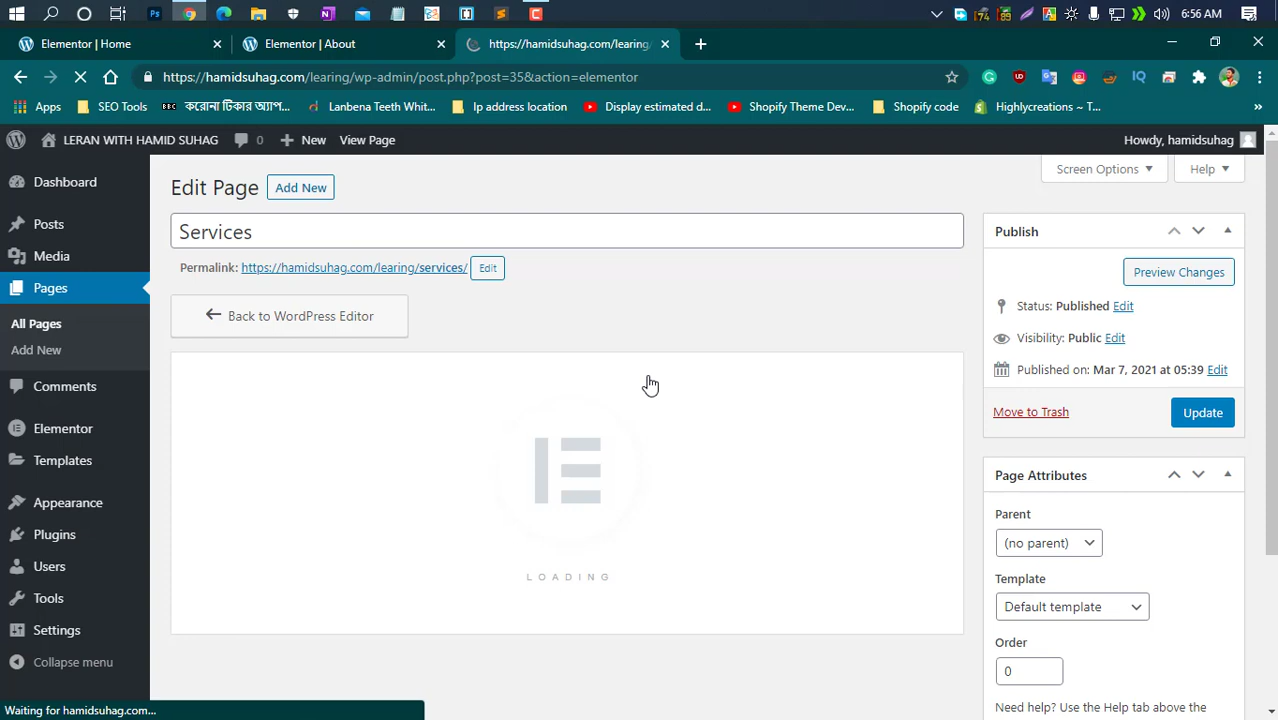 6:56 AM
Elementor | Home
Elementor | About
https://hamidsuhag.com/learing/
https://hamidsuhag.com/learing/wp-admin/post.php?post=35&action=elementor
Apps
SEO Tools
BBC করোনা টিকার অ্যাপ...
Lanbena Teeth Whit...
Ip address location
Display estimated d...
Shopify Theme Dev...
Shopify code
Highlycreations ~ T...
»
LERAN WITH HAMID SUHAG
0
New
View Page
Howdy, hamidsuhag
Dashboard
Posts
Media
Pages
All Pages
Add New
Comments
Elementor
Templates
Appearance
Plugins
Users
Tools
Settings
Collapse menu
Screen Options
Help
Edit Page
Add New
Services
Permalink: https://hamidsuhag.com/learing/services/ Edit
Back to WordPress Editor
LOADING
Publish
Preview Changes
Status: Published Edit
Visibility: Public Edit
Published on: Mar 7, 2021 at 05:39 Edit
Move to Trash
Update
Page Attributes
Parent
(no parent)
Template
Default template
Order
0
Need help? Use the Help tab above the
Waiting for hamidsuhag.com...